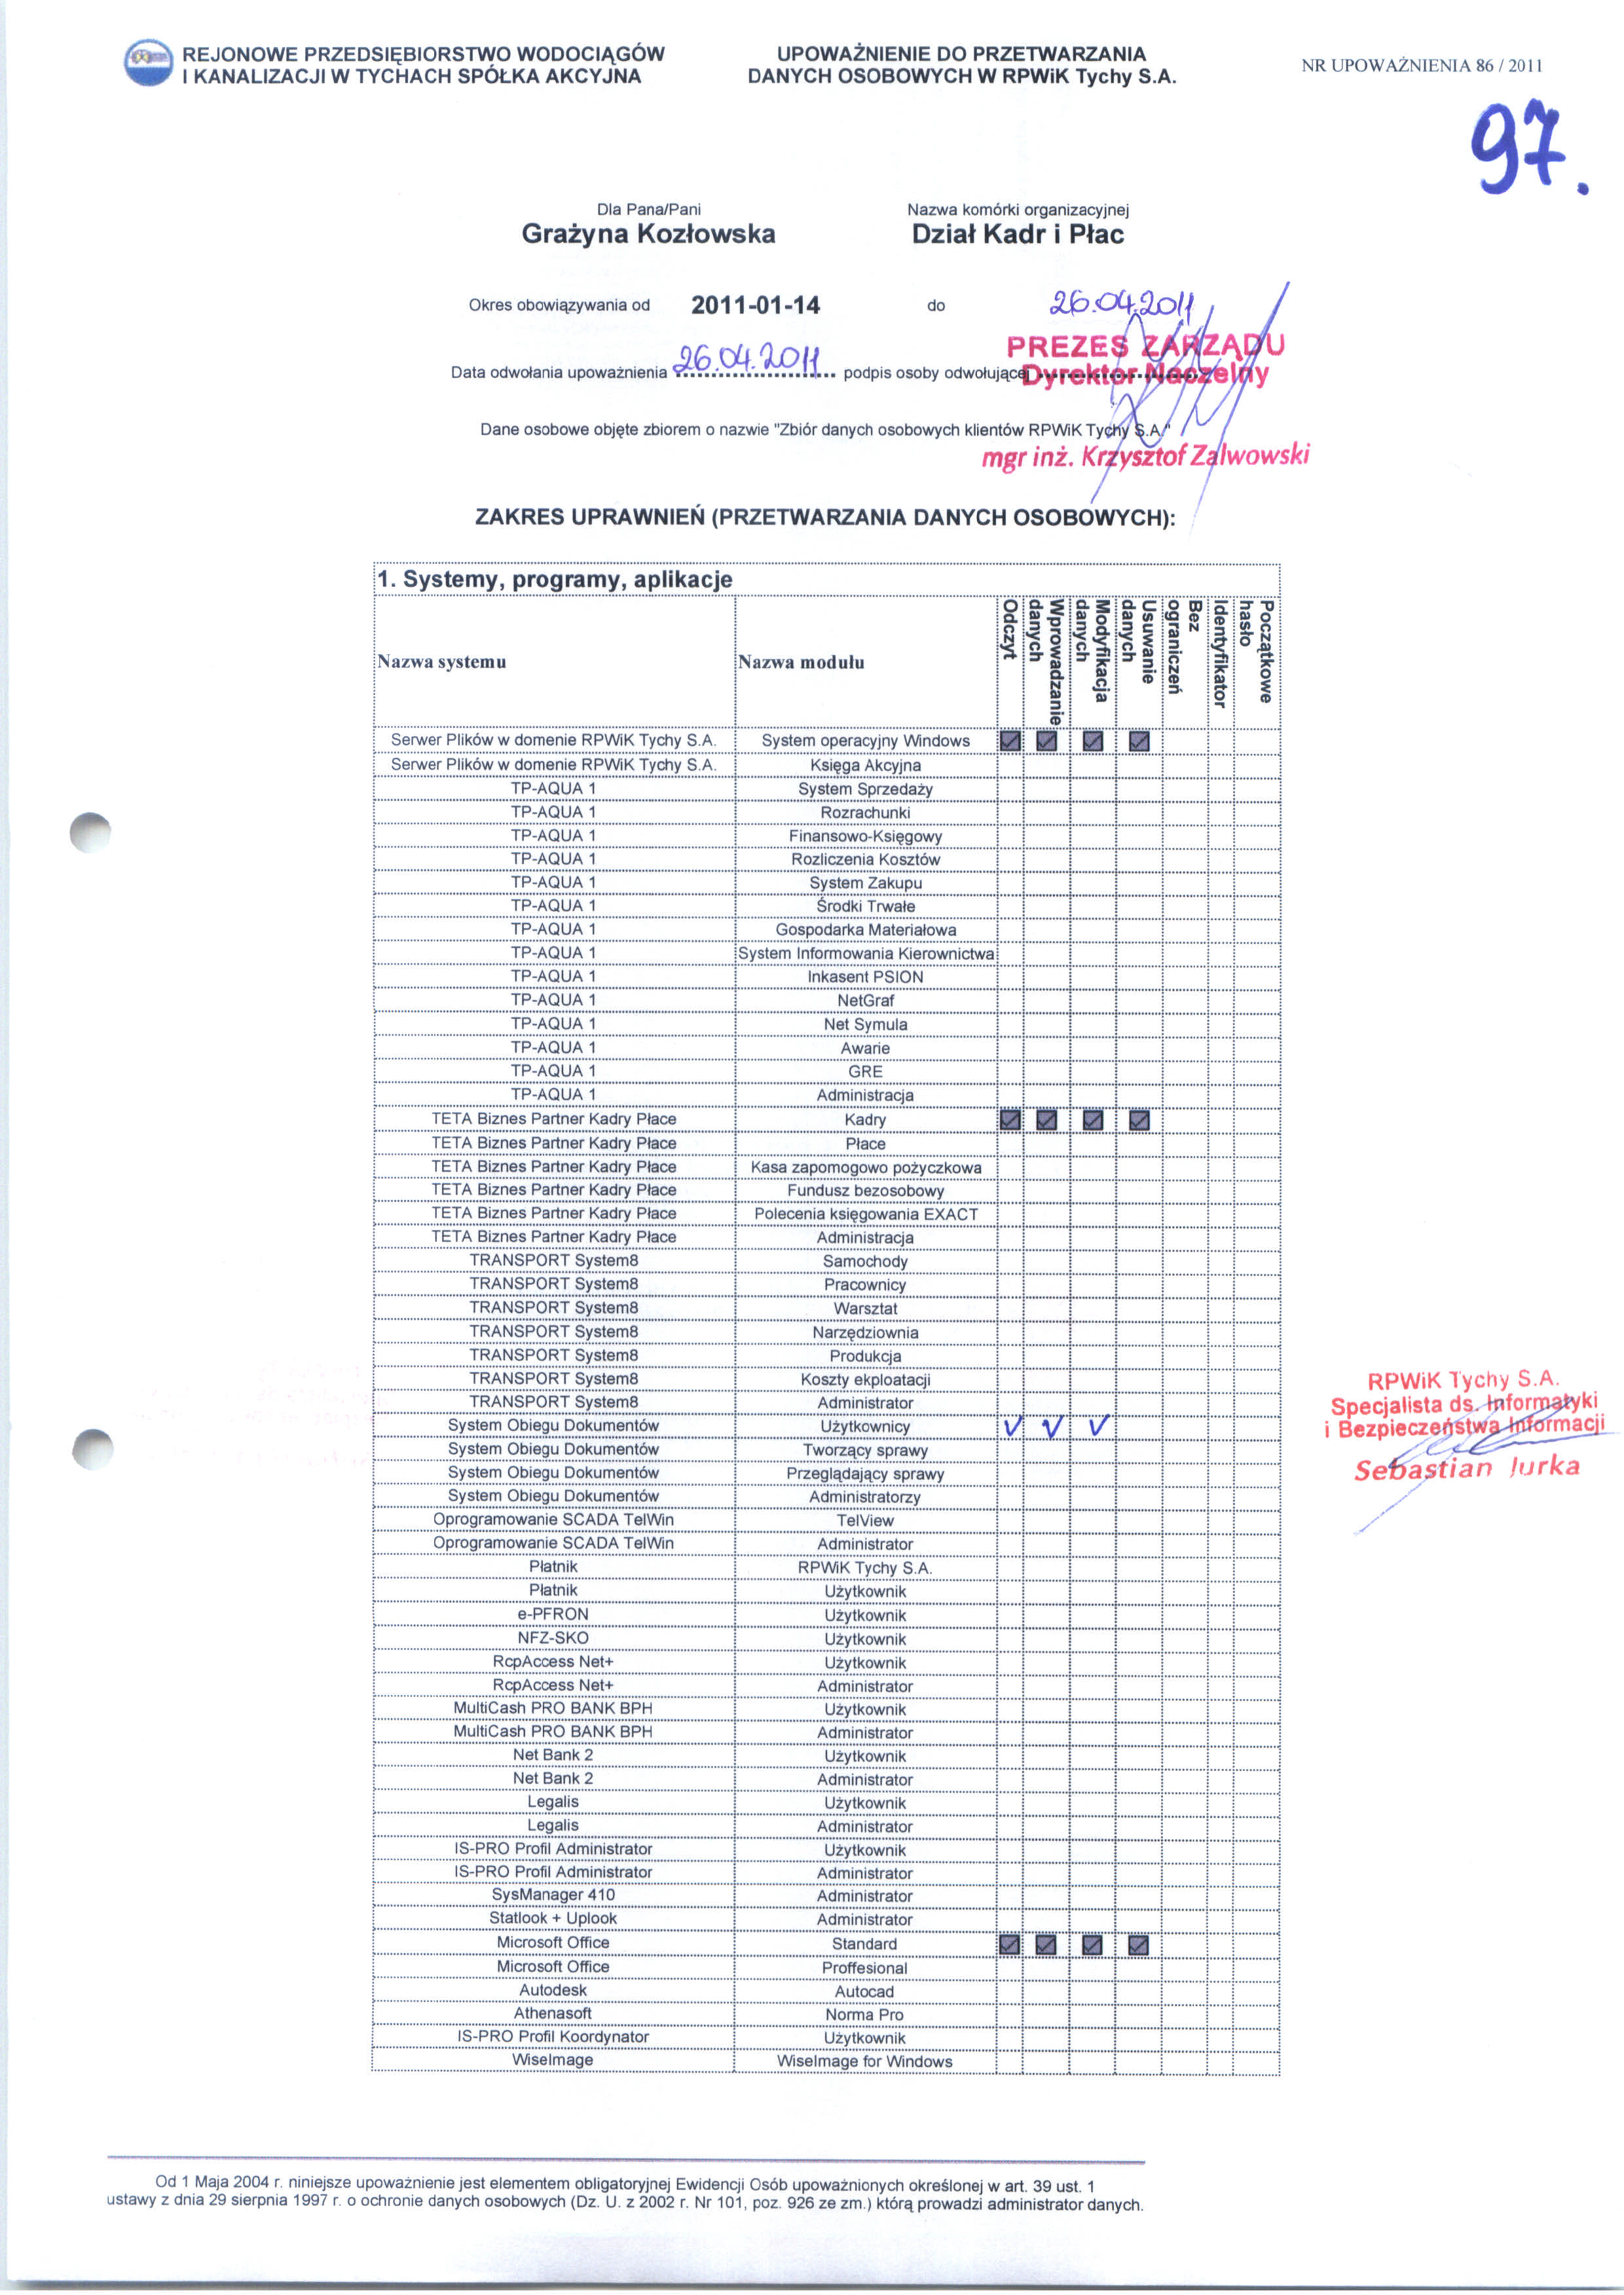 REJONOWE PRZEDSIĘBIORSTWO WODOCIĄGÓW
I KANALIZACJI W TYCHACH SPÓŁKA AKCYJNA
UPOWAŻNIENIE DO PRZETWARZANIA
DANYCH OSOBOWYCH W RPWiK Tychy S.A.
NR UPOWAŻNIENIA 86 / 2011
97.
Dla Pana/Pani
Grażyna Kozłowska
Nazwa komórki organizacyjnej
Dział Kadr i Płac
Okres obowiązywania od 2011-01-14 do 26.04.2011
PREZES ZARZĄDU
Data odwołania upoważnienia 26.04.2011 podpis osoby odwołującej Dyrektor Naczelny
Dane osobowe objęte zbiorem o nazwie "Zbiór danych osobowych klientów RPWiK Tychy S.A."
mgr inż. Krzysztof Zalwowski
ZAKRES UPRAWNIEŃ (PRZETWARZANIA DANYCH OSOBOWYCH):
1. Systemy, programy, aplikacje
Nazwa systemu Nazwa modułu Odczyt Wprowadzanie danych Modyfikacja danych Usuwanie danych Bez ograniczeń Identyfikator Początkowe hasło
Serwer Plików w domenie RPWiK Tychy S.A. System operacyjny Windows ☑ ☑ ☑ ☑
Serwer Plików w domenie RPWiK Tychy S.A. Księga Akcyjna
TP-AQUA 1 System Sprzedaży
TP-AQUA 1 Rozrachunki
TP-AQUA 1 Finansowo-Księgowy
TP-AQUA 1 Rozliczenia Kosztów
TP-AQUA 1 System Zakupu
TP-AQUA 1 Środki Trwałe
TP-AQUA 1 Gospodarka Materiałowa
TP-AQUA 1 System Informowania Kierownictwa
TP-AQUA 1 Inkasent PSION
TP-AQUA 1 NetGraf
TP-AQUA 1 Net Symula
TP-AQUA 1 Awarie
TP-AQUA 1 GRE
TP-AQUA 1 Administracja
TETA Biznes Partner Kadry Płace Kadry ☑ ☑ ☑ ☑
TETA Biznes Partner Kadry Płace Płace
TETA Biznes Partner Kadry Płace Kasa zapomogowo pożyczkowa
TETA Biznes Partner Kadry Płace Fundusz bezosobowy
TETA Biznes Partner Kadry Płace Polecenia księgowania EXACT
TETA Biznes Partner Kadry Płace Administracja
TRANSPORT System8 Samochody
TRANSPORT System8 Pracownicy
TRANSPORT System8 Warsztat
TRANSPORT System8 Narzędziownia
TRANSPORT System8 Produkcja
TRANSPORT System8 Koszty ekploatacji
TRANSPORT System8 Administrator
System Obiegu Dokumentów Użytkownicy V V V
System Obiegu Dokumentów Tworzący sprawy
System Obiegu Dokumentów Przeglądający sprawy
System Obiegu Dokumentów Administratorzy
Oprogramowanie SCADA TelWin TelView
Oprogramowanie SCADA TelWin Administrator
Płatnik RPWiK Tychy S.A.
Płatnik Użytkownik
e-PFRON Użytkownik
NFZ-SKO Użytkownik
RcpAccess Net+ Użytkownik
RcpAccess Net+ Administrator
MultiCash PRO BANK BPH Użytkownik
MultiCash PRO BANK BPH Administrator
Net Bank 2 Użytkownik
Net Bank 2 Administrator
Legalis Użytkownik
Legalis Administrator
IS-PRO Profil Administrator Użytkownik
IS-PRO Profil Administrator Administrator
SysManager 410 Administrator
Statlook + Uplook Administrator
Microsoft Office Standard ☑ ☑ ☑ ☑
Microsoft Office Proffesional
Autodesk Autocad
Athenasoft Norma Pro
IS-PRO Profil Koordynator Użytkownik
WiseImage WiseImage for Windows
RPWiK Tychy S.A.
Specjalista ds. Informatyki
i Bezpieczeństwa Informacji
Sebastian Jurka
Od 1 Maja 2004 r. niniejsze upoważnienie jest elementem obligatoryjnej Ewidencji Osób upoważnionych określonej w art. 39 ust. 1
ustawy z dnia 29 sierpnia 1997 r. o ochronie danych osobowych (Dz. U. z 2002 r. Nr 101, poz. 926 ze zm.) którą prowadzi administrator danych.